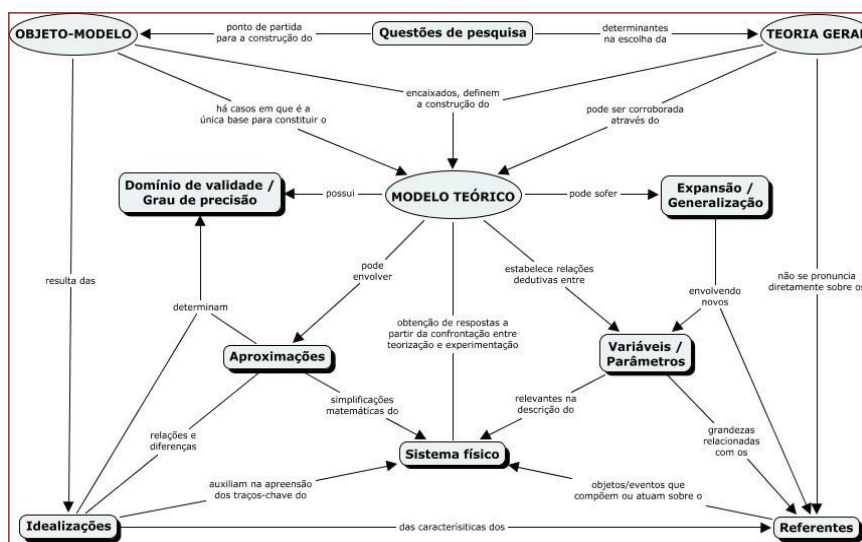 OBJETO-MODELO
ponto de partida
para a construção do
Questões de pesquisa
determinantes
na escolha da
TEORIA GERAL
há casos em que é a
única base para constituir o
encaixados, definem
a construção do
pode ser corroborada
através do
Domínio de validade /
Grau de precisão
possui
MODELO TEÓRICO
pode sofer
Expansão /
Generalização
resulta das
determinam
pode
envolver
obtenção de respostas a
partir da confrontação entre
teorização e experimentação
estabelece relações
dedutivas entre
envolvendo
novos
não se pronuncia
diretamente sobre os
Aproximações
Variáveis /
Parâmetros
relações e
diferenças
simplificações
matemáticas do
relevantes na
descrição do
grandezas
relacionadas
com os
Sistema físico
auxiliam na apreensão
dos traços-chave do
objetos/eventos que
compõem ou atuam sobre o
Idealizações
das caracterísiticas dos
Referentes